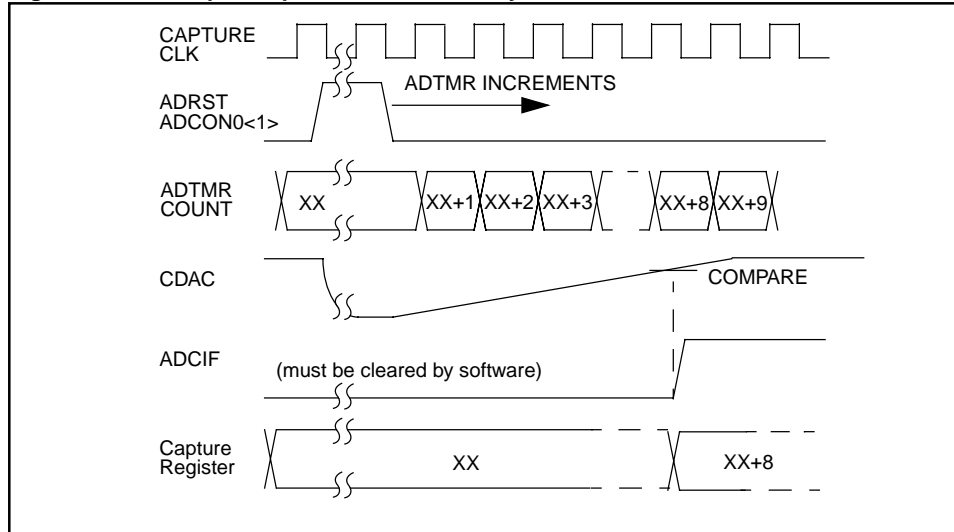 CAPTURE
CLK
ADTMR INCREMENTS
ADRST
ADCON0<1>
ADTMR
COUNT
XX
XX+1
XX+2
XX+3
XX+8
XX+9
CDAC
COMPARE
ADCIF
(must be cleared by software)
Capture
Register
XX
XX+8